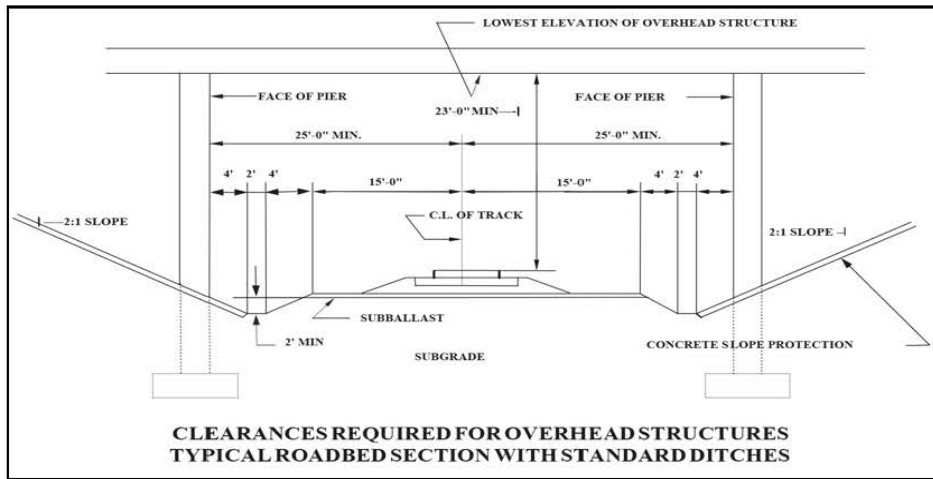 LOWEST ELEVATION OF OVERHEAD STRUCTURE
FACE OF PIER
FACE OF PIER
23'-0" MIN
25'-0" MIN.
25'-0" MIN.
4' 2' 4'
15'-0"
15'-0"
4' 2' 4'
C.L. OF TRACK
2:1 SLOPE
2:1 SLOPE
SUBBALLAST
2' MIN
SUBGRADE
CONCRETE SLOPE PROTECTION
CLEARANCES REQUIRED FOR OVERHEAD STRUCTURES
TYPICAL ROADBED SECTION WITH STANDARD DITCHES